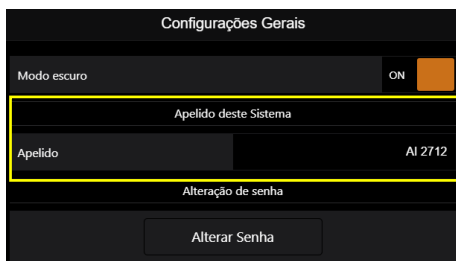 Configurações Gerais
Modo escuro ON
Apelido deste Sistema
Apelido AI 2712
Alteração de senha
Alterar Senha